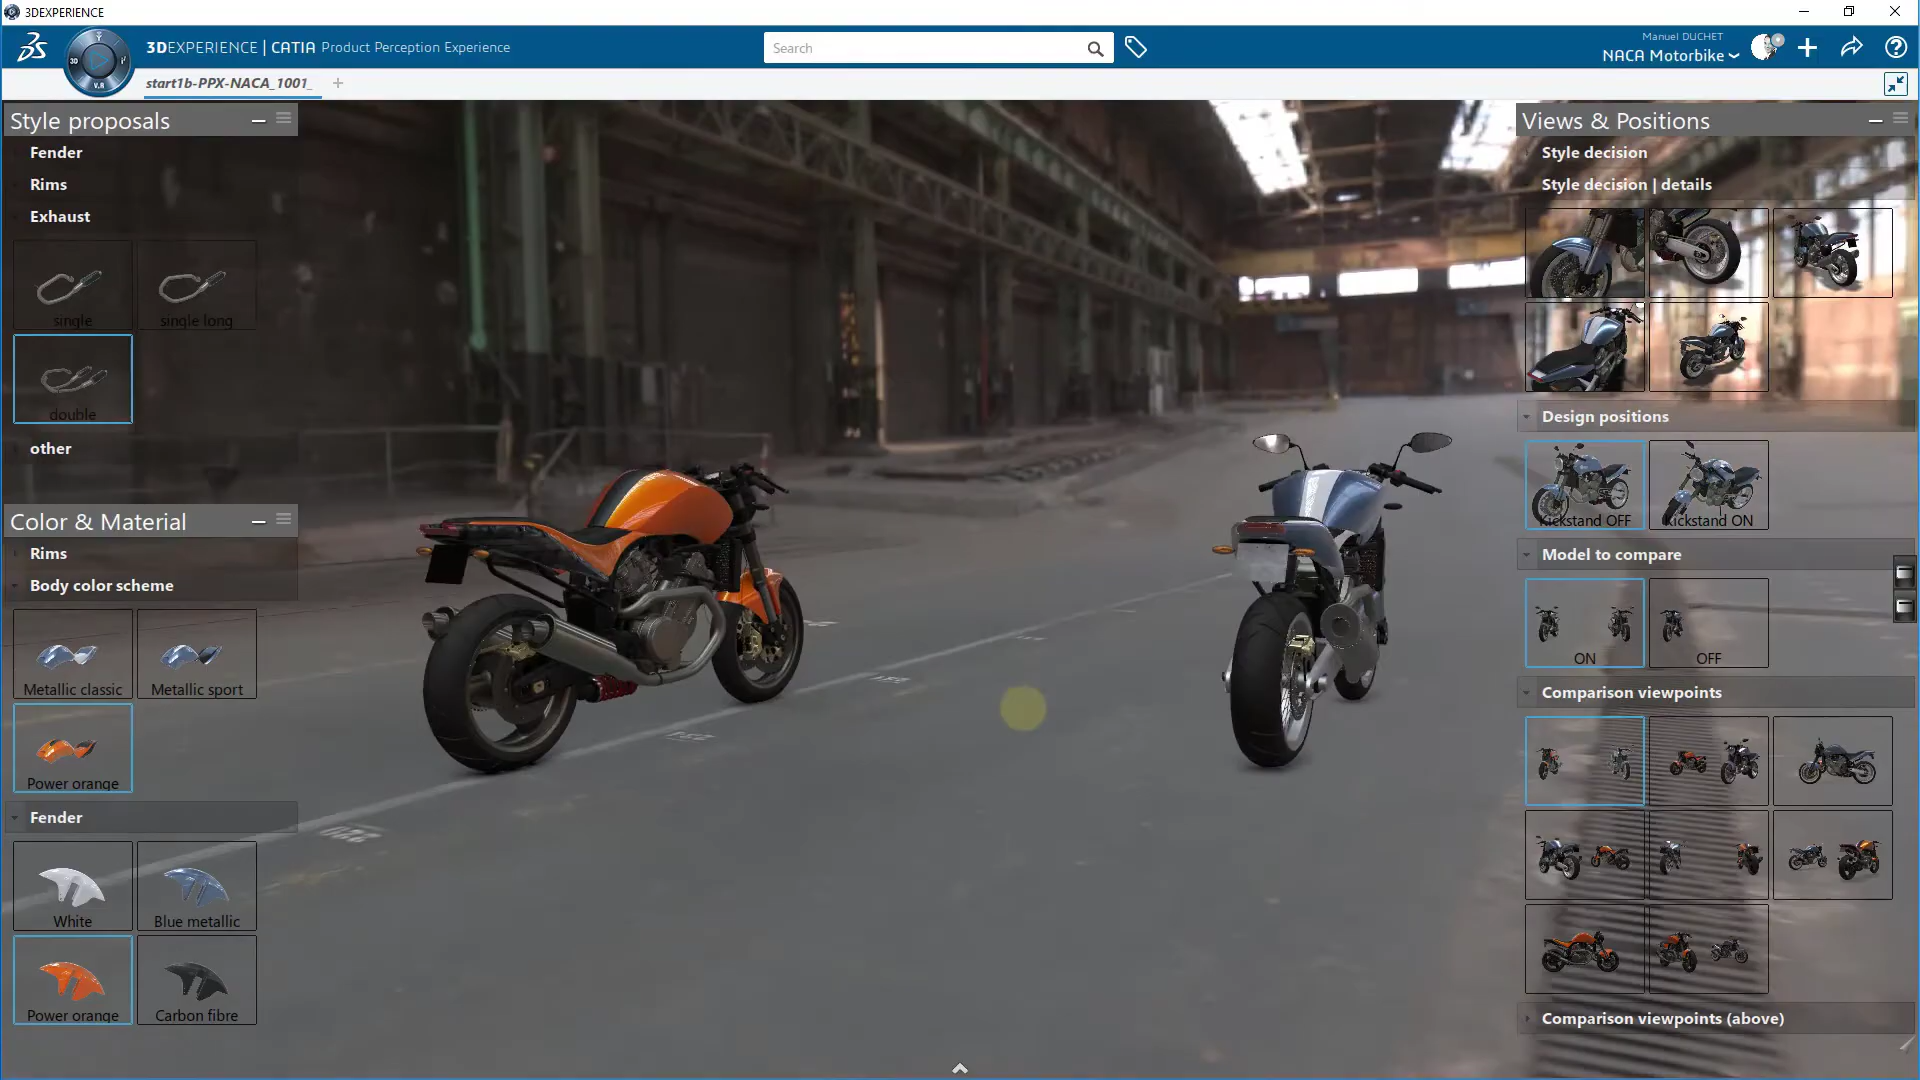 3DEXPERIENCE
3DEXPERIENCE | CATIA Product Perception Experience
Search
Manuel DUCHET
NACA Motorbike
3D
V.R
start1b-PPX-NACA_1001_
Style proposals
Fender
Rims
Exhaust
single
single long
double
other
Color & Material
Rims
Body color scheme
Metallic classic
Metallic sport
Power orange
Fender
White
Blue metallic
Power orange
Carbon fibre
Views & Positions
Style decision
Style decision | details
Design positions
Kickstand OFF
Kickstand ON
Model to compare
ON
OFF
Comparison viewpoints
Comparison viewpoints (above)